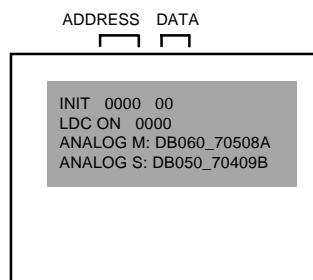 ADDRESS DATA
INIT 0000 00
LDC ON 0000
ANALOG M: DB060_70508A
ANALOG S: DB050_70409B